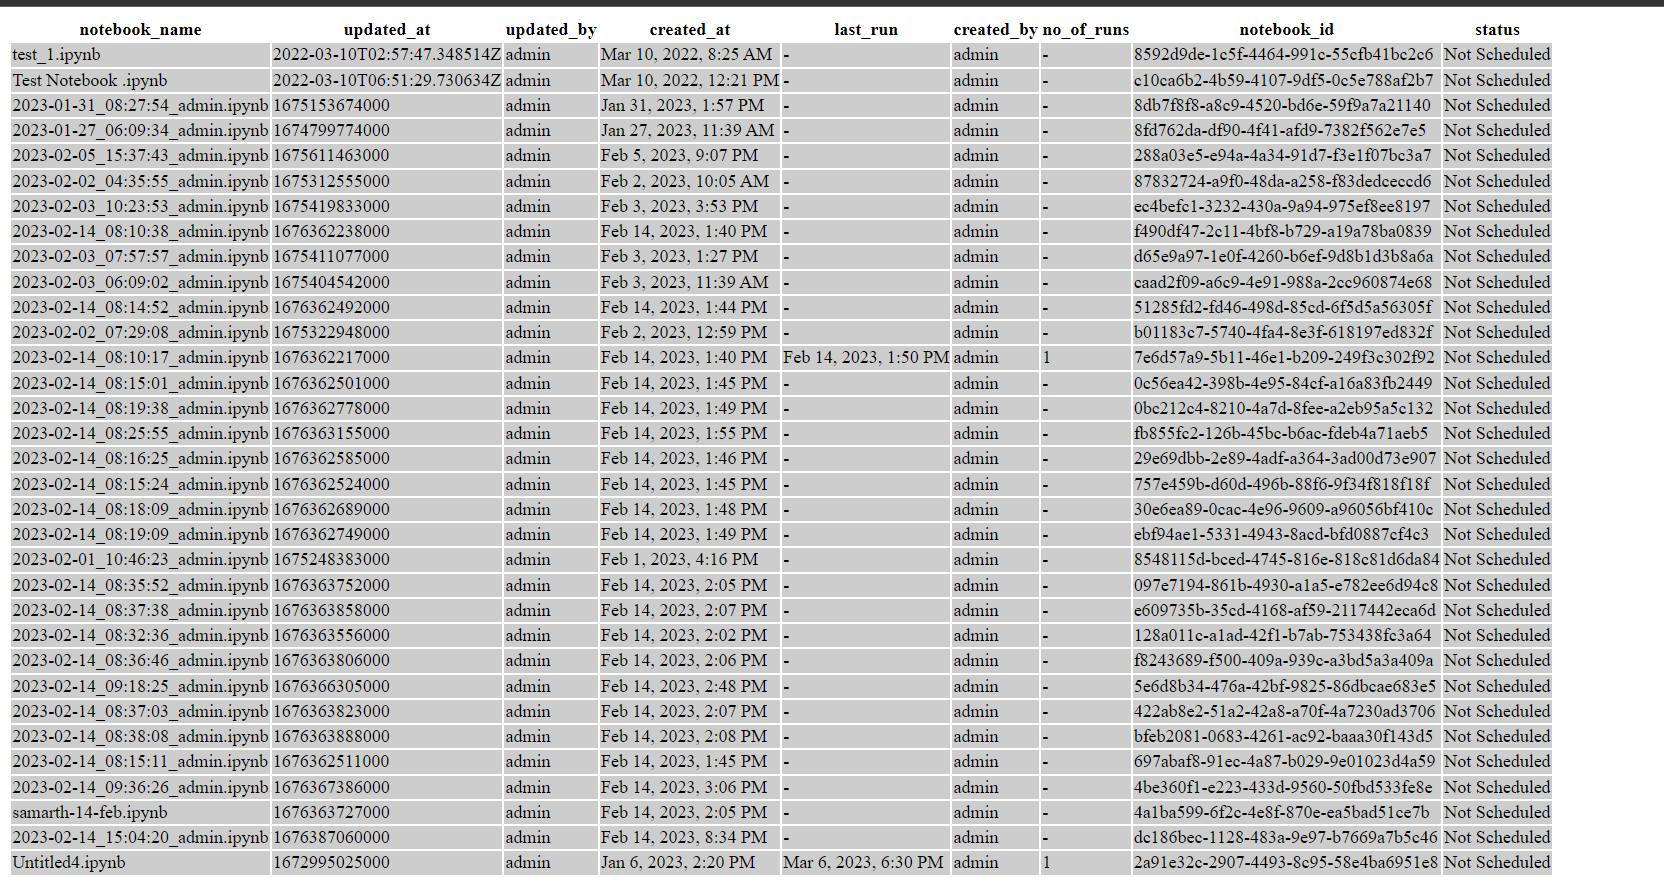 notebook_name updated_at updated_by created_at last_run created_by no_of_runs notebook_id status
test_1.ipynb 2022-03-10T02:57:47.348514Z admin Mar 10, 2022, 8:25 AM - admin - 8592d9de-1c5f-4464-991c-55cfb41bc2c6 Not Scheduled
Test Notebook .ipynb 2022-03-10T06:51:29.730634Z admin Mar 10, 2022, 12:21 PM - admin - c10ca6b2-4b59-4107-9df5-0c5e788af2b7 Not Scheduled
2023-01-31_08:27:54_admin.ipynb 1675153674000 admin Jan 31, 2023, 1:57 PM - admin - 8db7f8f8-a8c9-4520-bd6e-59f9a7a21140 Not Scheduled
2023-01-27_06:09:34_admin.ipynb 1674799774000 admin Jan 27, 2023, 11:39 AM - admin - 8fd762da-df90-4f41-afd9-7382f562e7e5 Not Scheduled
2023-02-05_15:37:43_admin.ipynb 1675611463000 admin Feb 5, 2023, 9:07 PM - admin - 288a03e5-e94a-4a34-91d7-f3e1f07bc3a7 Not Scheduled
2023-02-02_04:35:55_admin.ipynb 1675312555000 admin Feb 2, 2023, 10:05 AM - admin - 87832724-a9f0-48da-a258-f83dedceccd6 Not Scheduled
2023-02-03_10:23:53_admin.ipynb 1675419833000 admin Feb 3, 2023, 3:53 PM - admin - ec4befc1-3232-430a-9a94-975ef8ee8197 Not Scheduled
2023-02-14_08:10:38_admin.ipynb 1676362238000 admin Feb 14, 2023, 1:40 PM - admin - f490df47-2c11-4bf8-b729-a19a78ba0839 Not Scheduled
2023-02-03_07:57:57_admin.ipynb 1675411077000 admin Feb 3, 2023, 1:27 PM - admin - d65e9a97-1e0f-4260-b6ef-9d8b1d3b8a6a Not Scheduled
2023-02-03_06:09:02_admin.ipynb 1675404542000 admin Feb 3, 2023, 11:39 AM - admin - caad2f09-a6c9-4e91-988a-2cc960874e68 Not Scheduled
2023-02-14_08:14:52_admin.ipynb 1676362492000 admin Feb 14, 2023, 1:44 PM - admin - 51285fd2-fd46-498d-85cd-6f5d5a56305f Not Scheduled
2023-02-02_07:29:08_admin.ipynb 1675322948000 admin Feb 2, 2023, 12:59 PM - admin - b01183c7-5740-4fa4-8e3f-618197ed832f Not Scheduled
2023-02-14_08:10:17_admin.ipynb 1676362217000 admin Feb 14, 2023, 1:40 PM Feb 14, 2023, 1:50 PM admin 1 7e6d57a9-5b11-46e1-b209-249f3c302f92 Not Scheduled
2023-02-14_08:15:01_admin.ipynb 1676362501000 admin Feb 14, 2023, 1:45 PM - admin - 0c56ea42-398b-4e95-84cf-a16a83fb2449 Not Scheduled
2023-02-14_08:19:38_admin.ipynb 1676362778000 admin Feb 14, 2023, 1:49 PM - admin - 0bc212c4-8210-4a7d-8fee-a2eb95a5c132 Not Scheduled
2023-02-14_08:25:55_admin.ipynb 1676363155000 admin Feb 14, 2023, 1:55 PM - admin - fb855fc2-126b-45bc-b6ac-fdeb4a71aeb5 Not Scheduled
2023-02-14_08:16:25_admin.ipynb 1676362585000 admin Feb 14, 2023, 1:46 PM - admin - 29e69dbb-2e89-4adf-a364-3ad00d73e907 Not Scheduled
2023-02-14_08:15:24_admin.ipynb 1676362524000 admin Feb 14, 2023, 1:45 PM - admin - 757e459b-d60d-496b-88f6-9f34f818f18f Not Scheduled
2023-02-14_08:18:09_admin.ipynb 1676362689000 admin Feb 14, 2023, 1:48 PM - admin - 30e6ea89-0cac-4e96-9609-a96056bf410c Not Scheduled
2023-02-14_08:19:09_admin.ipynb 1676362749000 admin Feb 14, 2023, 1:49 PM - admin - ebf94ae1-5331-4943-8acd-bfd0887cf4c3 Not Scheduled
2023-02-01_10:46:23_admin.ipynb 1675248383000 admin Feb 1, 2023, 4:16 PM - admin - 8548115d-bced-4745-816e-818c81d6da84 Not Scheduled
2023-02-14_08:35:52_admin.ipynb 1676363752000 admin Feb 14, 2023, 2:05 PM - admin - 097e7194-861b-4930-a1a5-e782ee6d94c8 Not Scheduled
2023-02-14_08:37:38_admin.ipynb 1676363858000 admin Feb 14, 2023, 2:07 PM - admin - e609735b-35cd-4168-af59-2117442eca6d Not Scheduled
2023-02-14_08:32:36_admin.ipynb 1676363556000 admin Feb 14, 2023, 2:02 PM - admin - 128a011c-a1ad-42f1-b7ab-753438fc3a64 Not Scheduled
2023-02-14_08:36:46_admin.ipynb 1676363806000 admin Feb 14, 2023, 2:06 PM - admin - f8243689-f500-409a-939c-a3bd5a3a409a Not Scheduled
2023-02-14_09:18:25_admin.ipynb 1676366305000 admin Feb 14, 2023, 2:48 PM - admin - 5e6d8b34-476a-42bf-9825-86dbcae683e5 Not Scheduled
2023-02-14_08:37:03_admin.ipynb 1676363823000 admin Feb 14, 2023, 2:07 PM - admin - 422ab8e2-51a2-42a8-a70f-4a7230ad3706 Not Scheduled
2023-02-14_08:38:08_admin.ipynb 1676363888000 admin Feb 14, 2023, 2:08 PM - admin - bfeb2081-0683-4261-ac92-baaa30f143d5 Not Scheduled
2023-02-14_08:15:11_admin.ipynb 1676362511000 admin Feb 14, 2023, 1:45 PM - admin - 697abaf8-91ec-4a87-b029-9e01023d4a59 Not Scheduled
2023-02-14_09:36:26_admin.ipynb 1676367386000 admin Feb 14, 2023, 3:06 PM - admin - 4be360f1-e223-433d-9560-50fbd533fe8e Not Scheduled
samarth-14-feb.ipynb 1676363727000 admin Feb 14, 2023, 2:05 PM - admin - 4a1ba599-6f2c-4e8f-870e-ea5bad51ce7b Not Scheduled
2023-02-14_15:04:20_admin.ipynb 1676387060000 admin Feb 14, 2023, 8:34 PM - admin - dc186bec-1128-483a-9e97-b7669a7b5c46 Not Scheduled
Untitled4.ipynb 1672995025000 admin Jan 6, 2023, 2:20 PM Mar 6, 2023, 6:30 PM admin 1 2a91e32c-2907-4493-8c95-58e4ba6951e8 Not Scheduled